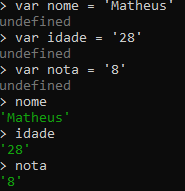 > var nome = 'Matheus'
undefined
> var idade = '28'
undefined
> var nota = '8'
undefined
> nome
'Matheus'
> idade
'28'
> nota
'8'